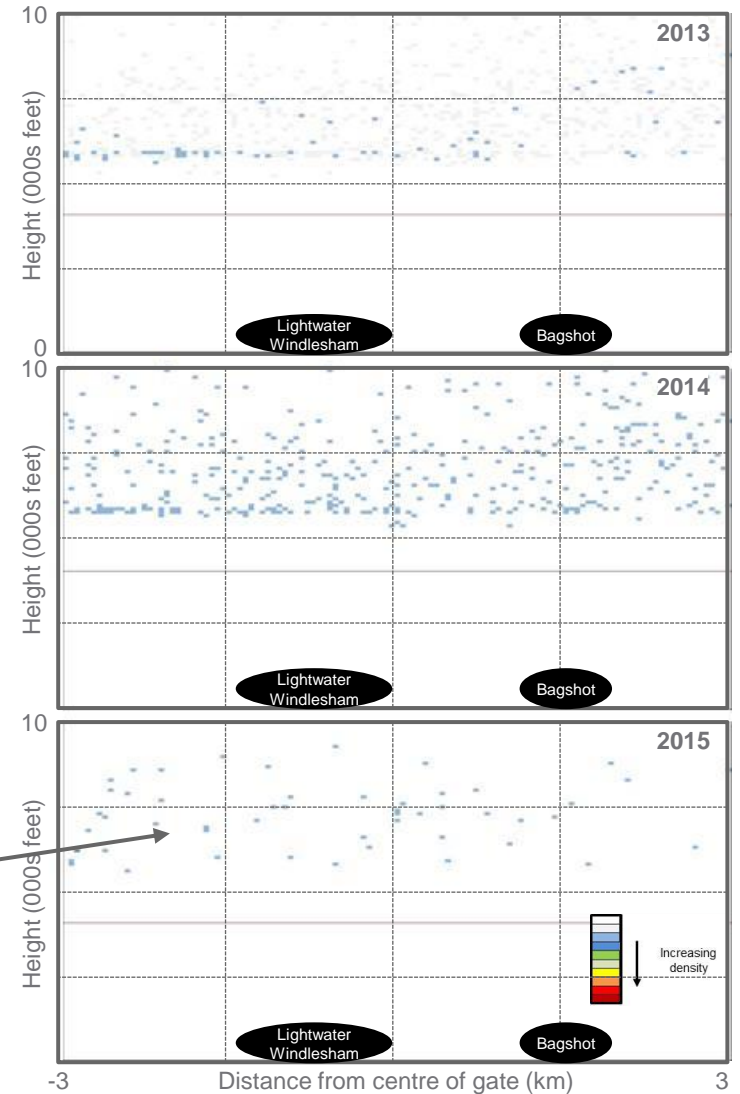 10
2013
Height (000s feet)
Lightwater
Windlesham
Bagshot
0
10
2014
Height (000s feet)
Lightwater
Windlesham
Bagshot
10
2015
Height (000s feet)
Increasing
density
Lightwater
Windlesham
Bagshot
-3
Distance from centre of gate (km)
3